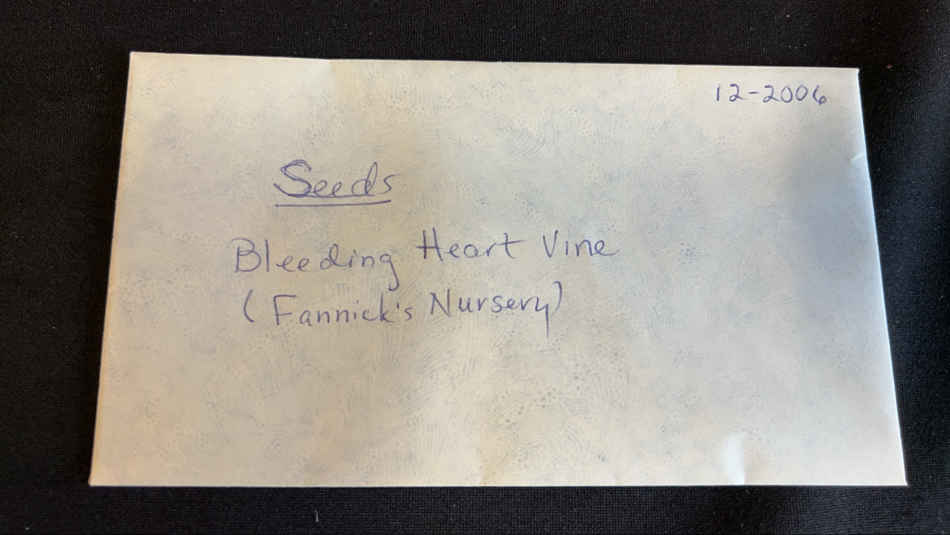 12-2006
Seeds
Bleeding Heart Vine
(Fannick's Nursery)